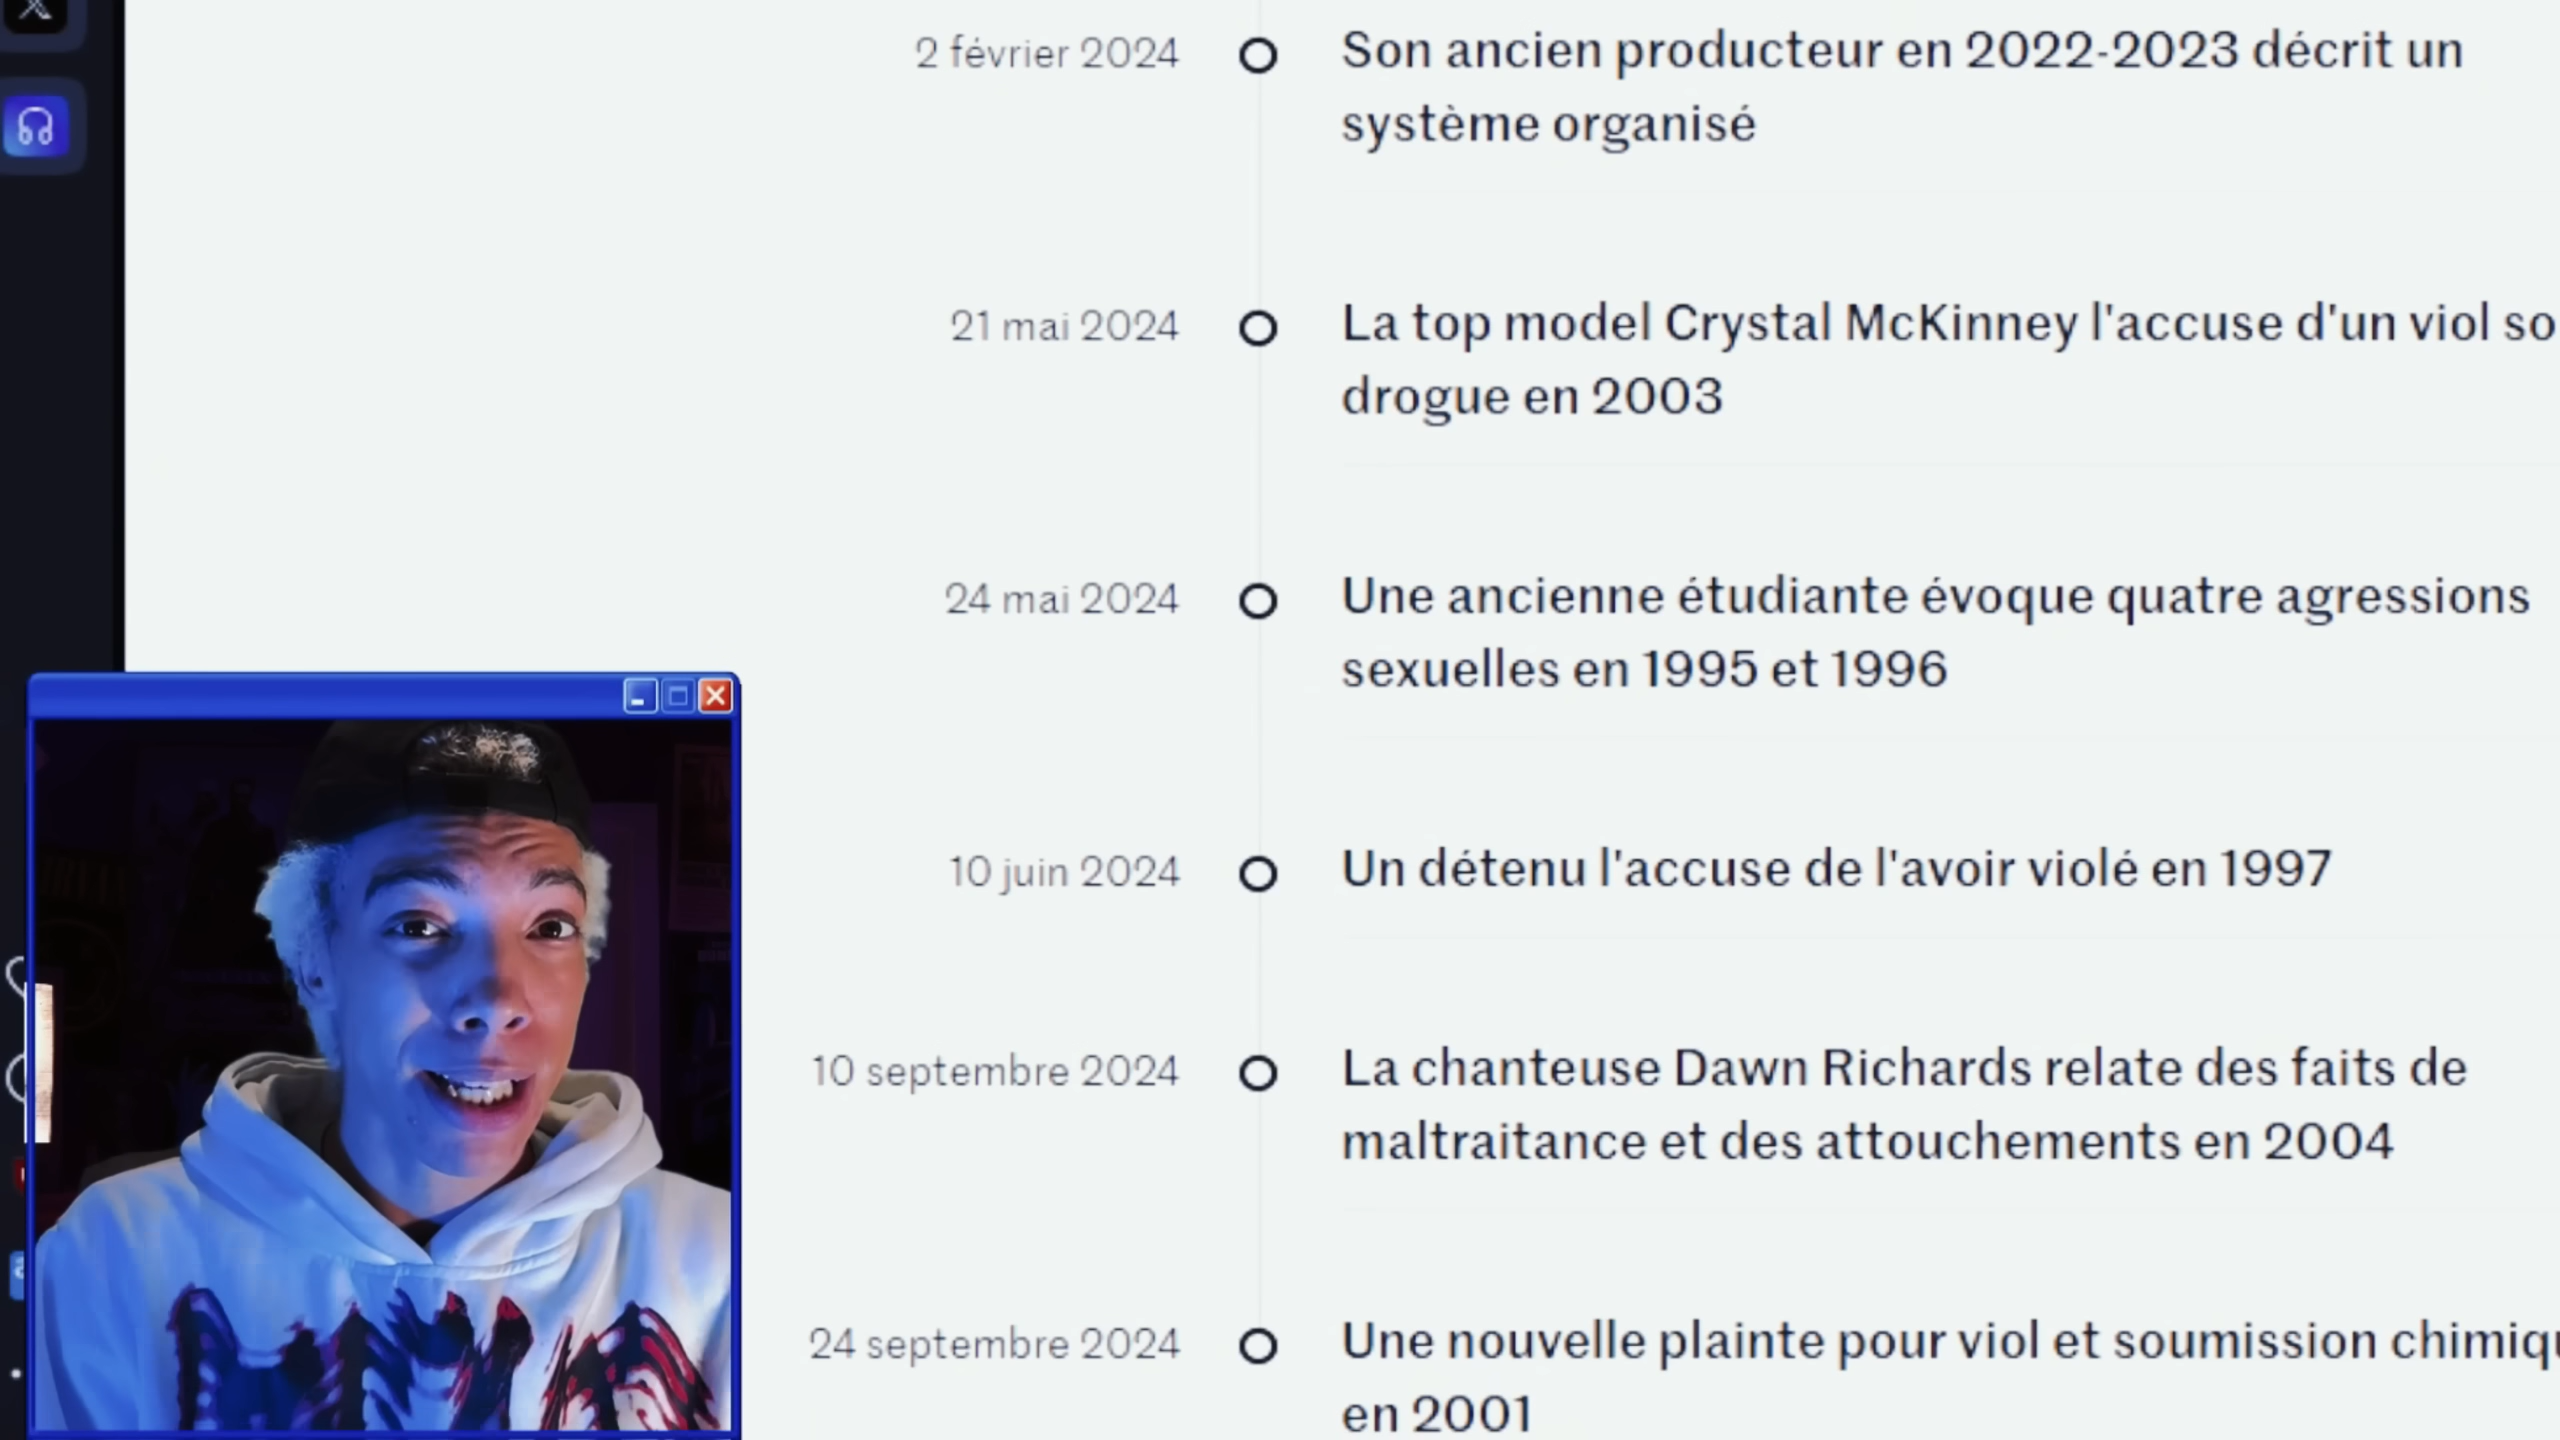 2 février 2024
Son ancien producteur en 2022-2023 décrit un
système organisé
21 mai 2024
La top model Crystal McKinney l'accuse d'un viol so
drogue en 2003
24 mai 2024
Une ancienne étudiante évoque quatre agressions
sexuelles en 1995 et 1996
10 juin 2024
Un détenu l'accuse de l'avoir violé en 1997
10 septembre 2024
La chanteuse Dawn Richards relate des faits de
maltraitance et des attouchements en 2004
24 septembre 2024
Une nouvelle plainte pour viol et soumission chimiqu
en 2001